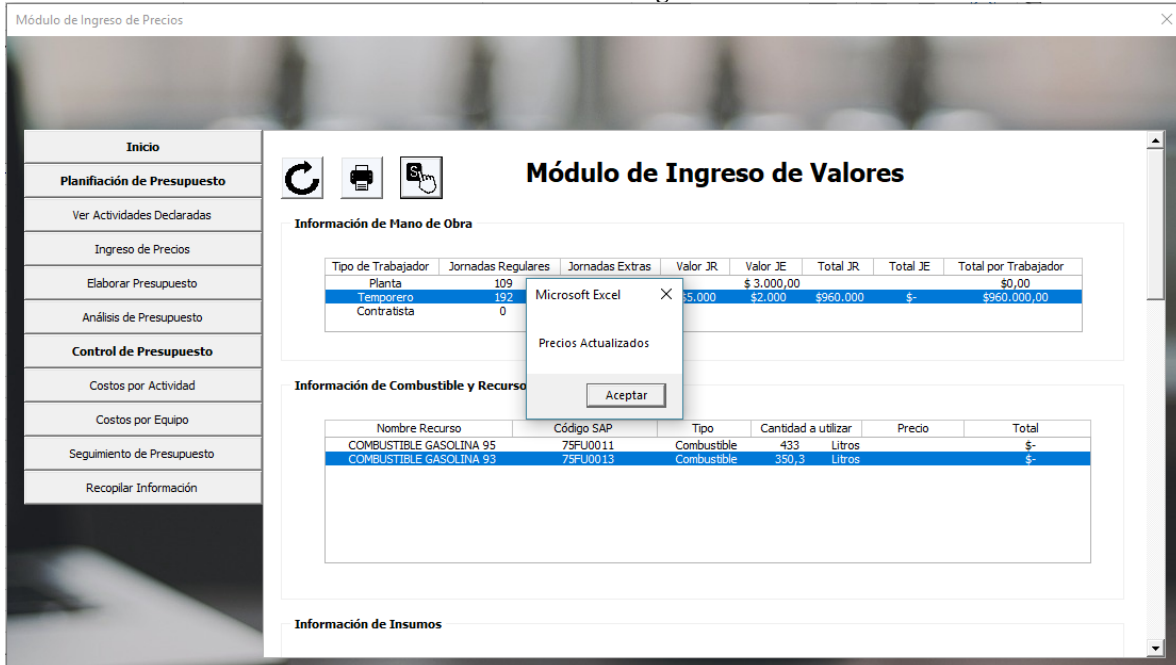 Módulo de Ingreso de Precios
Inicio
Planifiación de Presupuesto
Ver Actividades Dedaradas
Ingreso de Precios
Elaborar Presupuesto
Análisis de Presupuesto
Control de Presupuesto
Costos por Actividad
Costos por Equipo
Seguimiento de Presupuesto
Recopilar Información
S
Módulo de Ingreso de Valores
Información de Mano de Obra
Tipo de Trabajador Jornadas Regulares Jornadas Extras Valor JR Valor JE Total JR Total JE Total por Trabajador
Planta 109 $ 3.000,00 $0,00
Temporero 192 $5.000 $2.000 $960.000 $- $960.000,00
Contratista 0
Microsoft Excel
Precios Actualizados
Aceptar
Información de Combustible y Recurso
Nombre Recurso Código SAP Tipo Cantidad a utilizar Precio Total
COMBUSTIBLE GASOLINA 95 75FU0011 Combustible 433 Litros $-
COMBUSTIBLE GASOLINA 93 75FU0013 Combustible 350,3 Litros $-
Información de Insumos